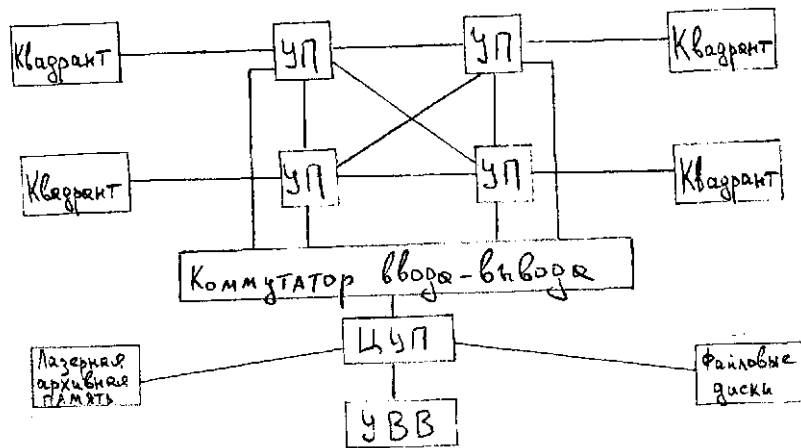 Квадрант
УП
УП
Квадрант
Квадрант
УП
УП
Квадрант
Коммутатор ввода-вывода
Лазерная
архивная
память
ЦУП
Файловые
диски
УВВ